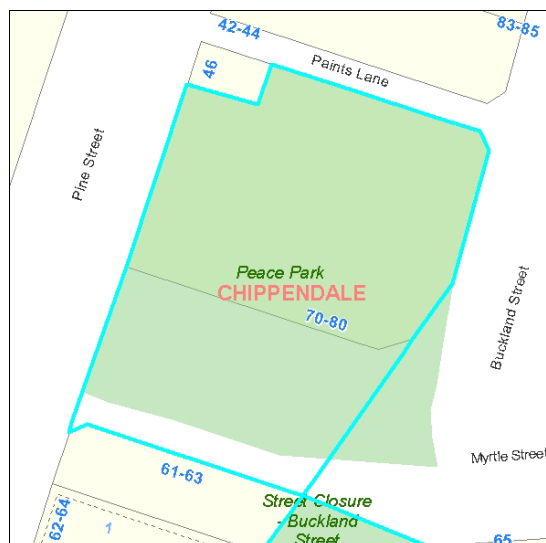 42-44
83-85
46
Paints Lane
Pine Street
Peace Park
CHIPPENDALE
70-80
Buckland Street
Myrtle Street
61-63
Street Closure
- Buckland
Street
62-64
1
65